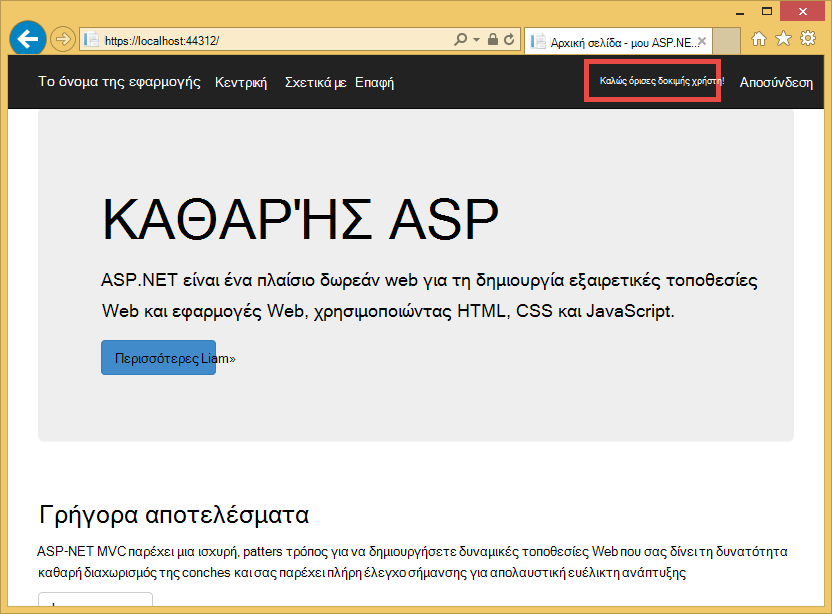 https://localhost:44312/
Αρχική σελίδα - μου ASP.NE...
Το όνομα της εφαρμογής Κεντρική Σχετικά με Επαφή Καλώς όρισες δοκιμής χρήστη! Αποσύνδεση
ΚΑΘΑΡΉΣ ASP
ASP.NET είναι ένα πλαίσιο δωρεάν web για τη δημιουργία εξαιρετικές τοποθεσίες
Web και εφαρμογές Web, χρησιμοποιώντας HTML, CSS και JavaScript.
Περισσότερες Liam»
Γρήγορα αποτελέσματα
ASP-NET MVC παρέχει μια ισχυρή, patters τρόπος για να δημιουργήσετε δυναμικές τοποθεσίες Web που σας δίνει τη δυνατότητα
καθαρή διαχωρισμός της conches και σας παρέχει πλήρη έλεγχο σήμανσης για απολαυστική ευέλικτη ανάπτυξης